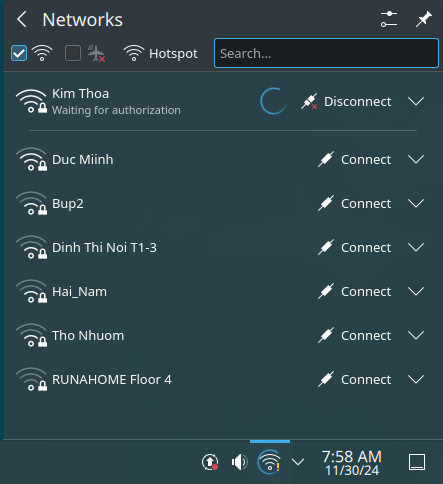 Networks
Hotspot
Search...
Kim Thoa
Waiting for authorization
Disconnect
Duc Miinh
Connect
Bup2
Connect
Dinh Thi Noi T1-3
Connect
Hai_Nam
Connect
Tho Nhuom
Connect
RUNAHOME Floor 4
Connect
7:58 AM
11/30/24